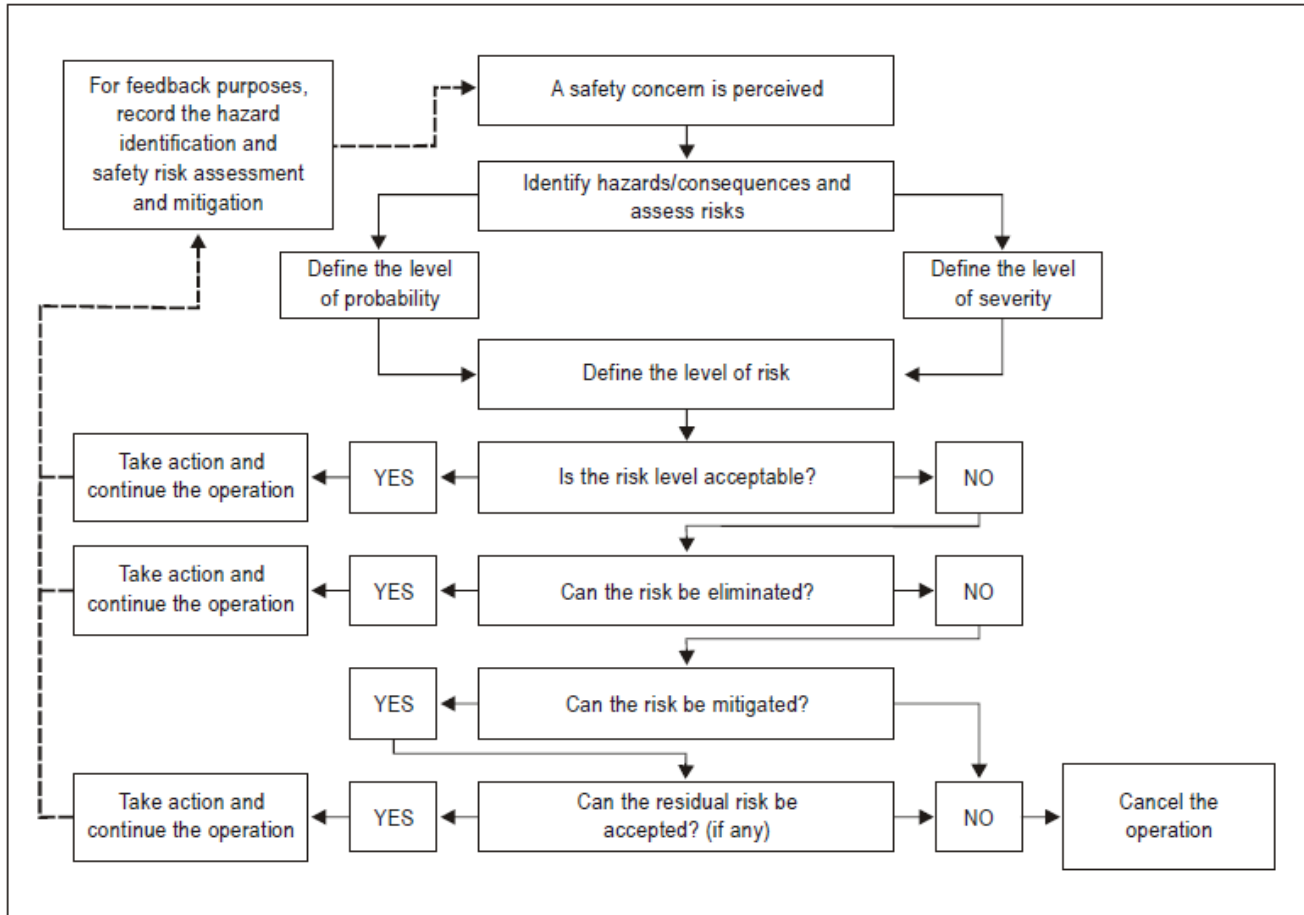 For feedback purposes,
record the hazard
identification and
safety risk assessment
and mitigation
A safety concern is perceived
Identify hazards/consequences and
assess risks
Define the level
of probability
Define the level
of severity
Define the level of risk
Take action and
continue the operation
YES
Is the risk level acceptable?
NO
Take action and
continue the operation
YES
Can the risk be eliminated?
NO
YES
Can the risk be mitigated?
Take action and
continue the operation
YES
Can the residual risk be
accepted? (if any)
NO
Cancel the
operation